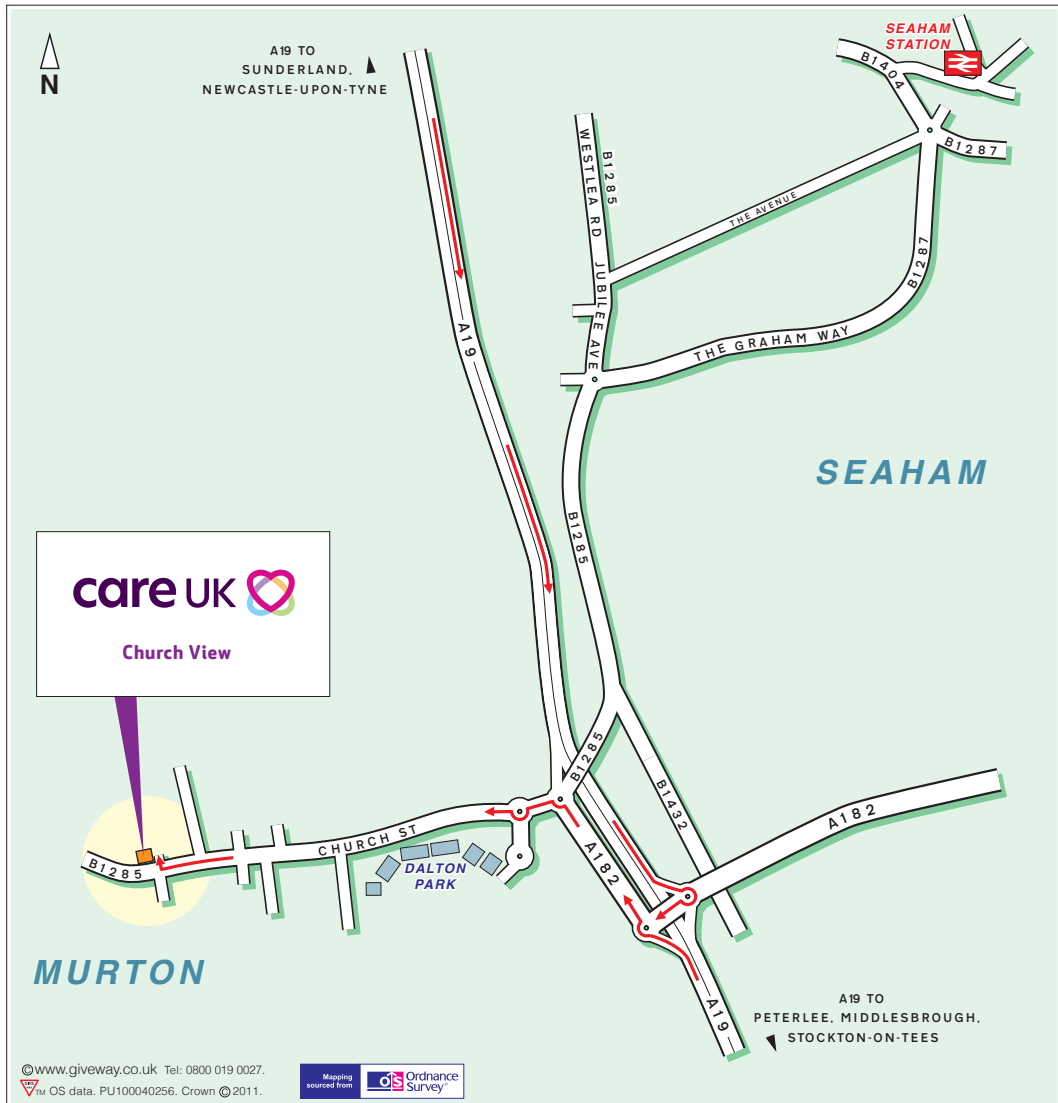 N
A19 TO
SUNDERLAND,
NEWCASTLE-UPON-TYNE
SEAHAM
STATION
B1404
B1287
WESTLEA RD
B1285
THE AVENUE
B1287
JUBILEE AVE
THE GRAHAM WAY
A19
SEAHAM
B1285
care UK
Church View
B1285
B1432
A182
CHURCH ST
A182
DALTON
PARK
B1285
MURTON
A19
A19 TO
PETERLEE, MIDDLESBROUGH,
STOCKTON-ON-TEES
©www.giveway.co.uk Tel: 0800 019 0027.
TM OS data. PU100040256. Crown © 2011.
Mapping
sourced from
OS Ordnance
Survey®